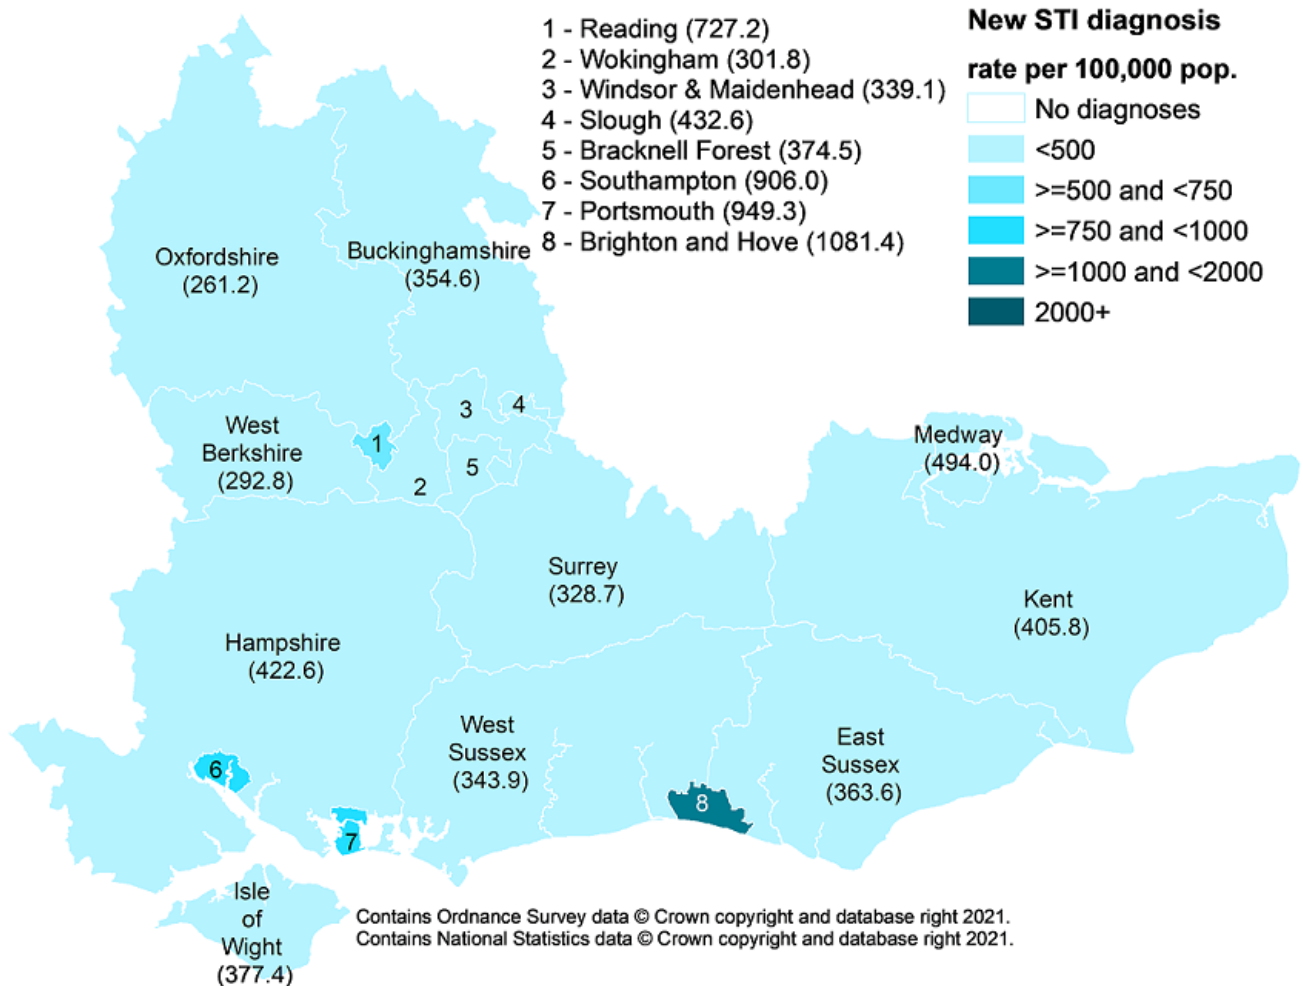 1 - Reading (727.2)
2 - Wokingham (301.8)
3 - Windsor & Maidenhead (339.1)
4 - Slough (432.6)
5 - Bracknell Forest (374.5)
6 - Southampton (906.0)
7 - Portsmouth (949.3)
8 - Brighton and Hove (1081.4)
New STI diagnosis
rate per 100,000 pop.
No diagnoses
<500
>=500 and <750
>=750 and <1000
>=1000 and <2000
2000+
Oxfordshire
(261.2)
Buckinghamshire
(354.6)
West
Berkshire
(292.8)
1
2
3
4
5
Medway
(494.0)
Surrey
(328.7)
Kent
(405.8)
Hampshire
(422.6)
West
Sussex
(343.9)
East
Sussex
(363.6)
6
7
8
Isle
of
Wight
(377.4)
Contains Ordnance Survey data © Crown copyright and database right 2021.
Contains National Statistics data © Crown copyright and database right 2021.